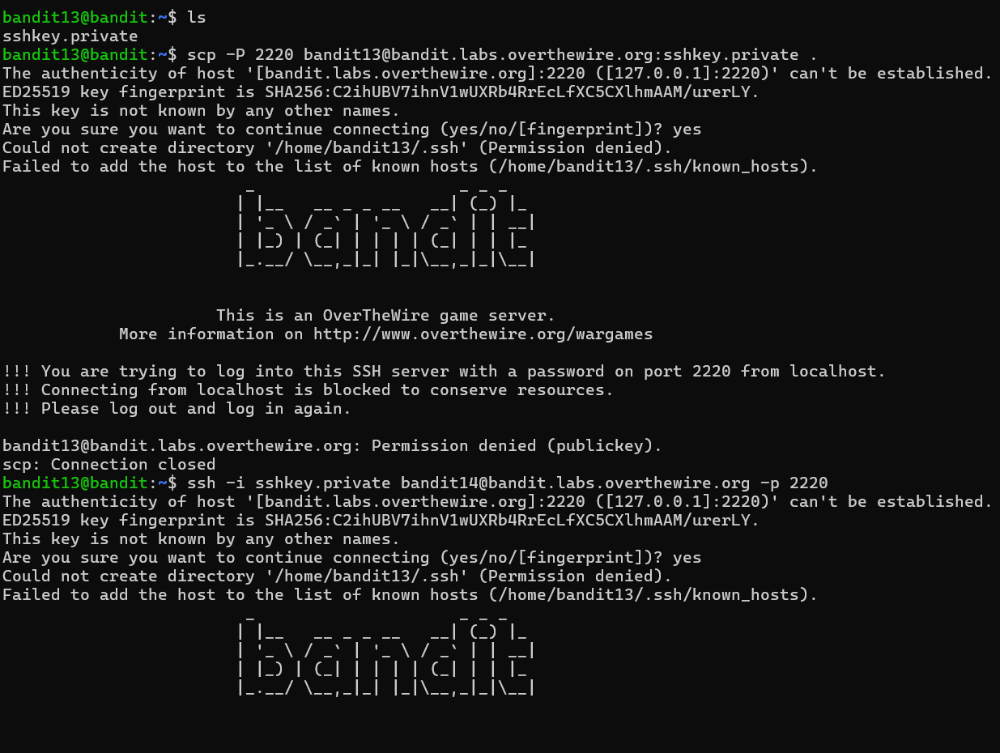 bandit13@bandit:~$ ls
sshkey.private
bandit13@bandit:~$ scp -P 2220 bandit13@bandit.labs.overthewire.org:sshkey.private .
The authenticity of host '[bandit.labs.overthewire.org]:2220 ([127.0.0.1]:2220)' can't be established.
ED25519 key fingerprint is SHA256:C2ihUBV7ihnV1wUXRb4RrEcLfXC5CXlhmAAM/urerLY.
This key is not known by any other names.
Are you sure you want to continue connecting (yes/no/[fingerprint])? yes
Could not create directory '/home/bandit13/.ssh' (Permission denied).
Failed to add the host to the list of known hosts (/home/bandit13/.ssh/known_hosts).
                         _                     _ _ _
                        | |__   __ _ _ __   __| (_) |_
                        | '_ \ / _` | '_ \ / _` | | __|
                        | |_) | (_| | | | | (_| | | |_
                        |_.__/ \__,_|_| |_|\__,_|_|\__|
                      This is an OverTheWire game server.
            More information on http://www.overthewire.org/wargames
!!! You are trying to log into this SSH server with a password on port 2220 from localhost.
!!! Connecting from localhost is blocked to conserve resources.
!!! Please log out and log in again.
bandit13@bandit.labs.overthewire.org: Permission denied (publickey).
scp: Connection closed
bandit13@bandit:~$ ssh -i sshkey.private bandit14@bandit.labs.overthewire.org -p 2220
The authenticity of host '[bandit.labs.overthewire.org]:2220 ([127.0.0.1]:2220)' can't be established.
ED25519 key fingerprint is SHA256:C2ihUBV7ihnV1wUXRb4RrEcLfXC5CXlhmAAM/urerLY.
This key is not known by any other names.
Are you sure you want to continue connecting (yes/no/[fingerprint])? yes
Could not create directory '/home/bandit13/.ssh' (Permission denied).
Failed to add the host to the list of known hosts (/home/bandit13/.ssh/known_hosts).
                         _                     _ _ _
                        | |__   __ _ _ __   __| (_) |_
                        | '_ \ / _` | '_ \ / _` | | __|
                        | |_) | (_| | | | | (_| | | |_
                        |_.__/ \__,_|_| |_|\__,_|_|\__|